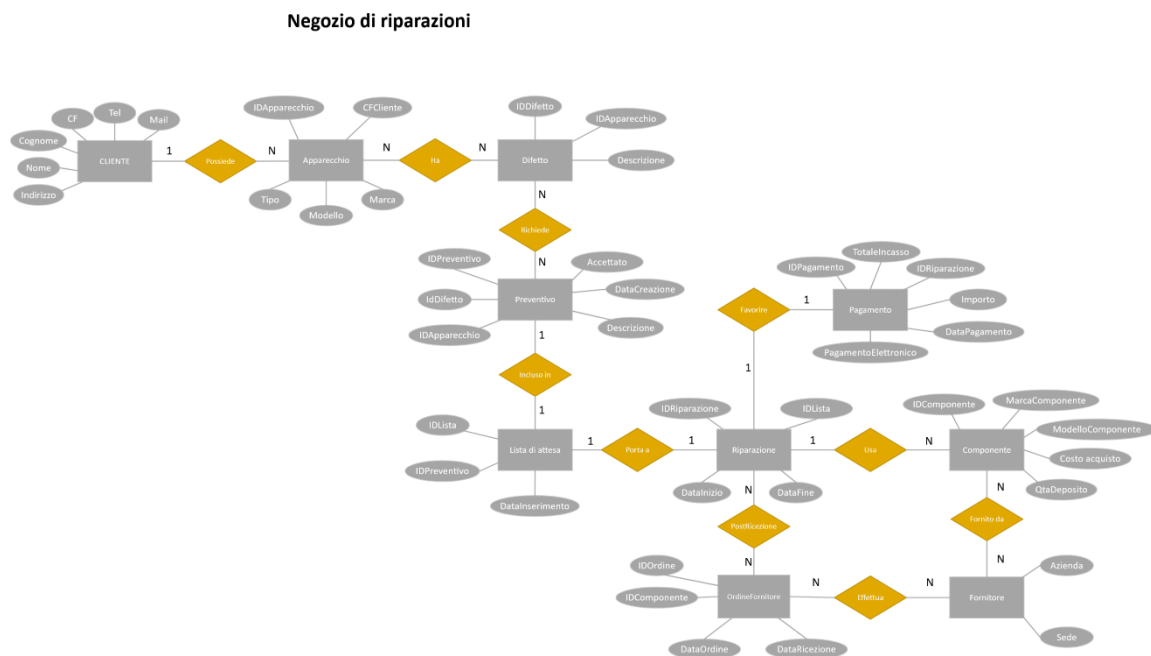 Negozio di riparazioni
CF
Tel
Mail
Cognome
Nome
Indirizzo
CLIENTE
1
Possiede
N
IDApparecchio
CFCliente
Apparecchio
Tipo
Modello
Marca
N
Ha
N
IDDifetto
IDApparecchio
Difetto
Descrizione
N
Richiede
N
IDPreventivo
Accettato
IdDifetto
Preventivo
DataCreazione
IDApparecchio
Descrizione
1
Incluso in
1
IDLista
Lista di attesa
IDPreventivo
DataInserimento
1
Porta a
1
IDRiparazione
IDLista
Riparazione
DataInizio
DataFine
1
Favorire
1
TotaleIncasso
IDPagamento
IDRiparazione
Pagamento
Importo
DataPagamento
PagamentoElettronico
1
Usa
N
IDComponente
MarcaComponente
ModelloComponente
Componente
Costo acquisto
QtaDeposito
N
Fornito da
N
N
PostRicezione
N
IDOrdine
IDComponente
OrdineFornitore
DataOrdine
DataRicezione
N
Effettua
N
Fornitore
Azienda
Sede